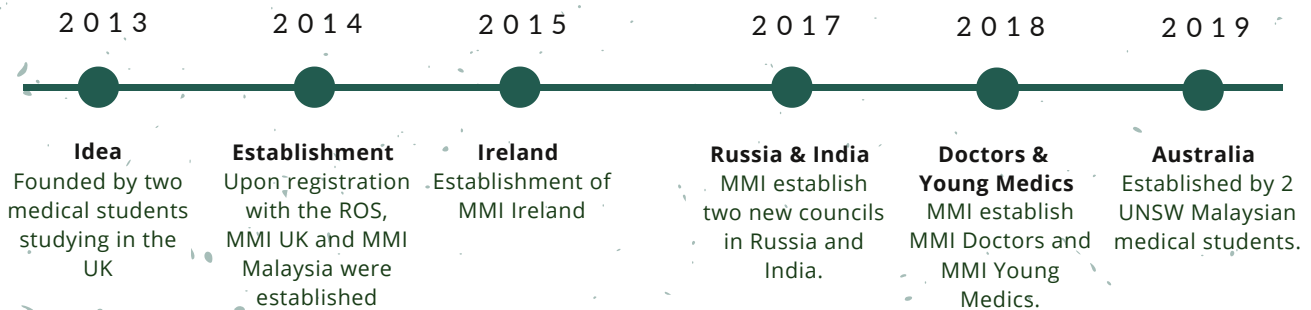 2013
2014
2015
2017
2018
2019
Idea
Founded by two
medical students
studying in the
UK
Establishment
Upon registration
with the ROS,
MMI UK and MMI
Malaysia were
established
Ireland
Establishment of
MMI Ireland
Russia & India
MMI establish
two new councils
in Russia and
India.
Doctors &
Young Medics
MMI establish
MMI Doctors and
MMI Young
Medics.
Australia
Established by 2
UNSW Malaysian
medical students.